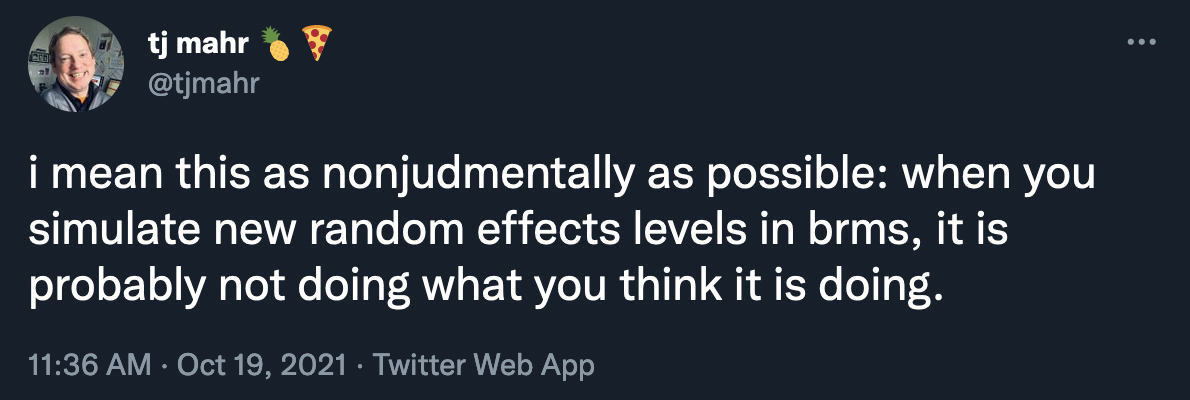 tj mahr 🍍 🍕
@tjmahr
i mean this as nonjudmentally as possible: when you
simulate new random effects levels in brms, it is
probably not doing what you think it is doing.
11:36 AM · Oct 19, 2021 · Twitter Web App